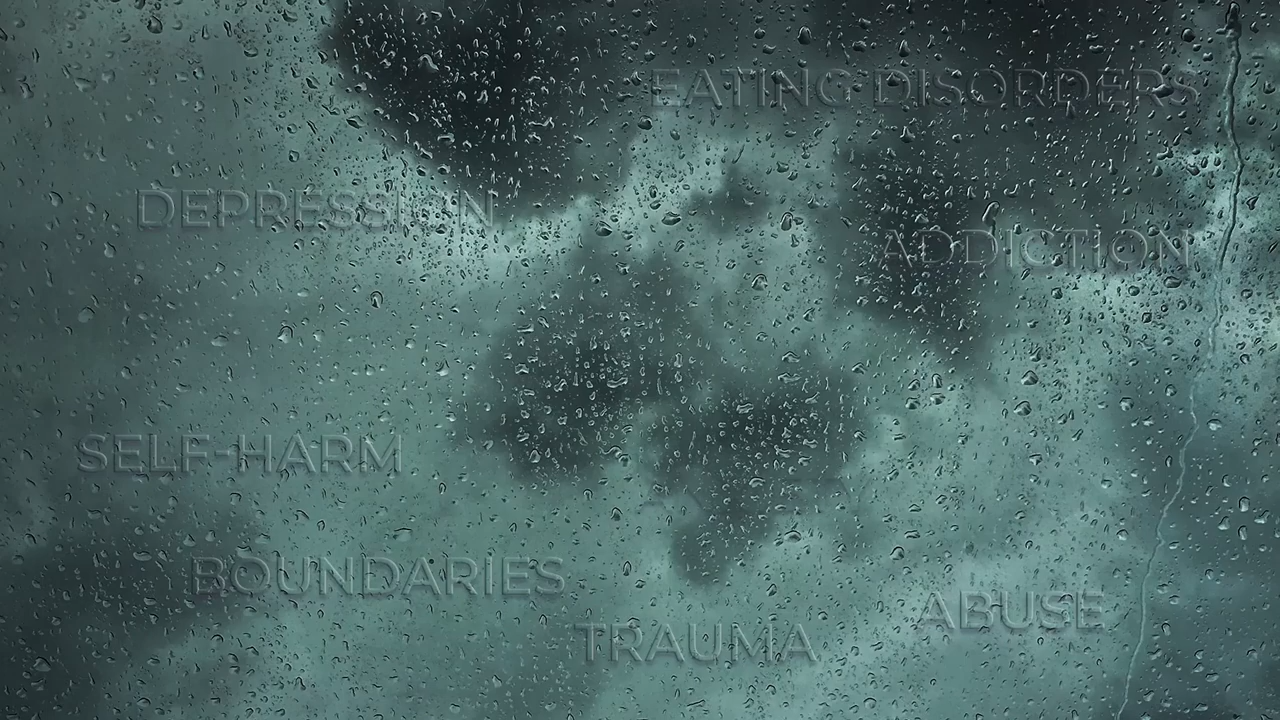 EATING DISORDERS
DEPRESSION
ADDICTION
SELF-HARM
BOUNDARIES
ABUSE
TRAUMA